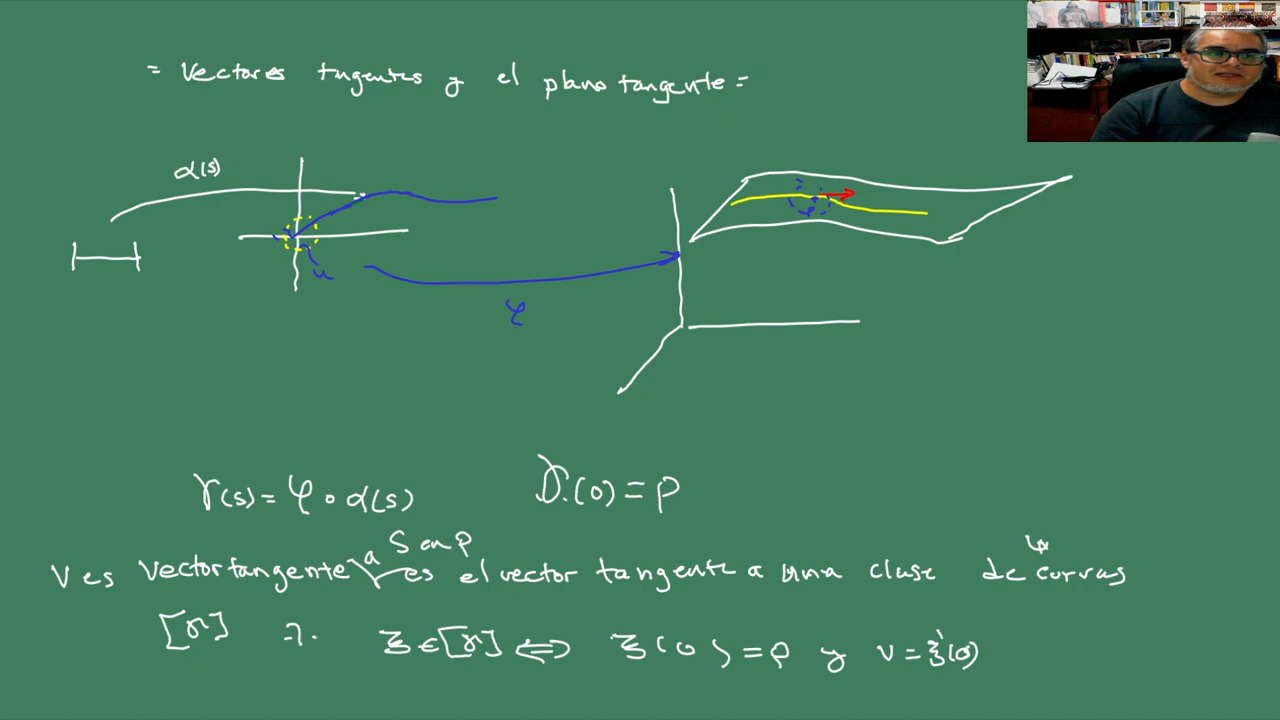 = Vectores tngentes y el plano tangente =
α(s)
u
p
φ
γ(s) = φ ∘ α(s) γ(0) = p
V es vector tangente a S en p es el vector tangente a una clase de curvas
[γ] ∋. ξ ∈ [γ] ⟺ ξ(0) = p y v = ξ'(0)